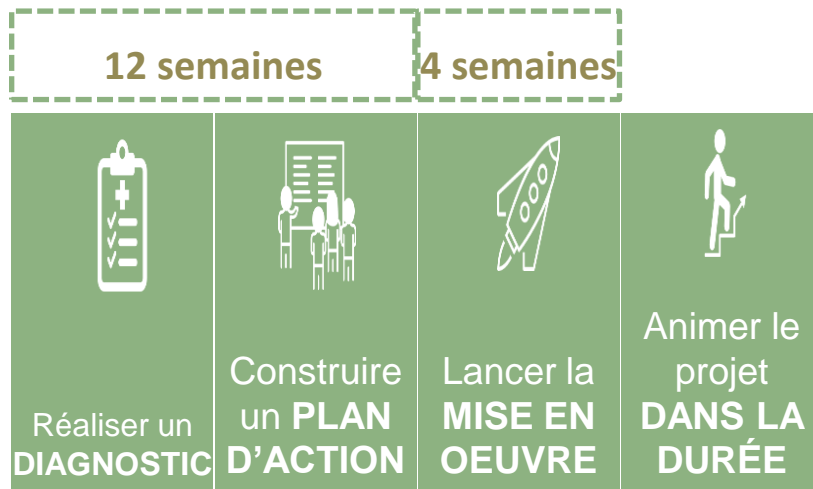 12 semaines
4 semaines
Réaliser un
DIAGNOSTIC
Construire
un PLAN
D’ACTION
Lancer la
MISE EN
OEUVRE
Animer le
projet
DANS LA
DURÉE